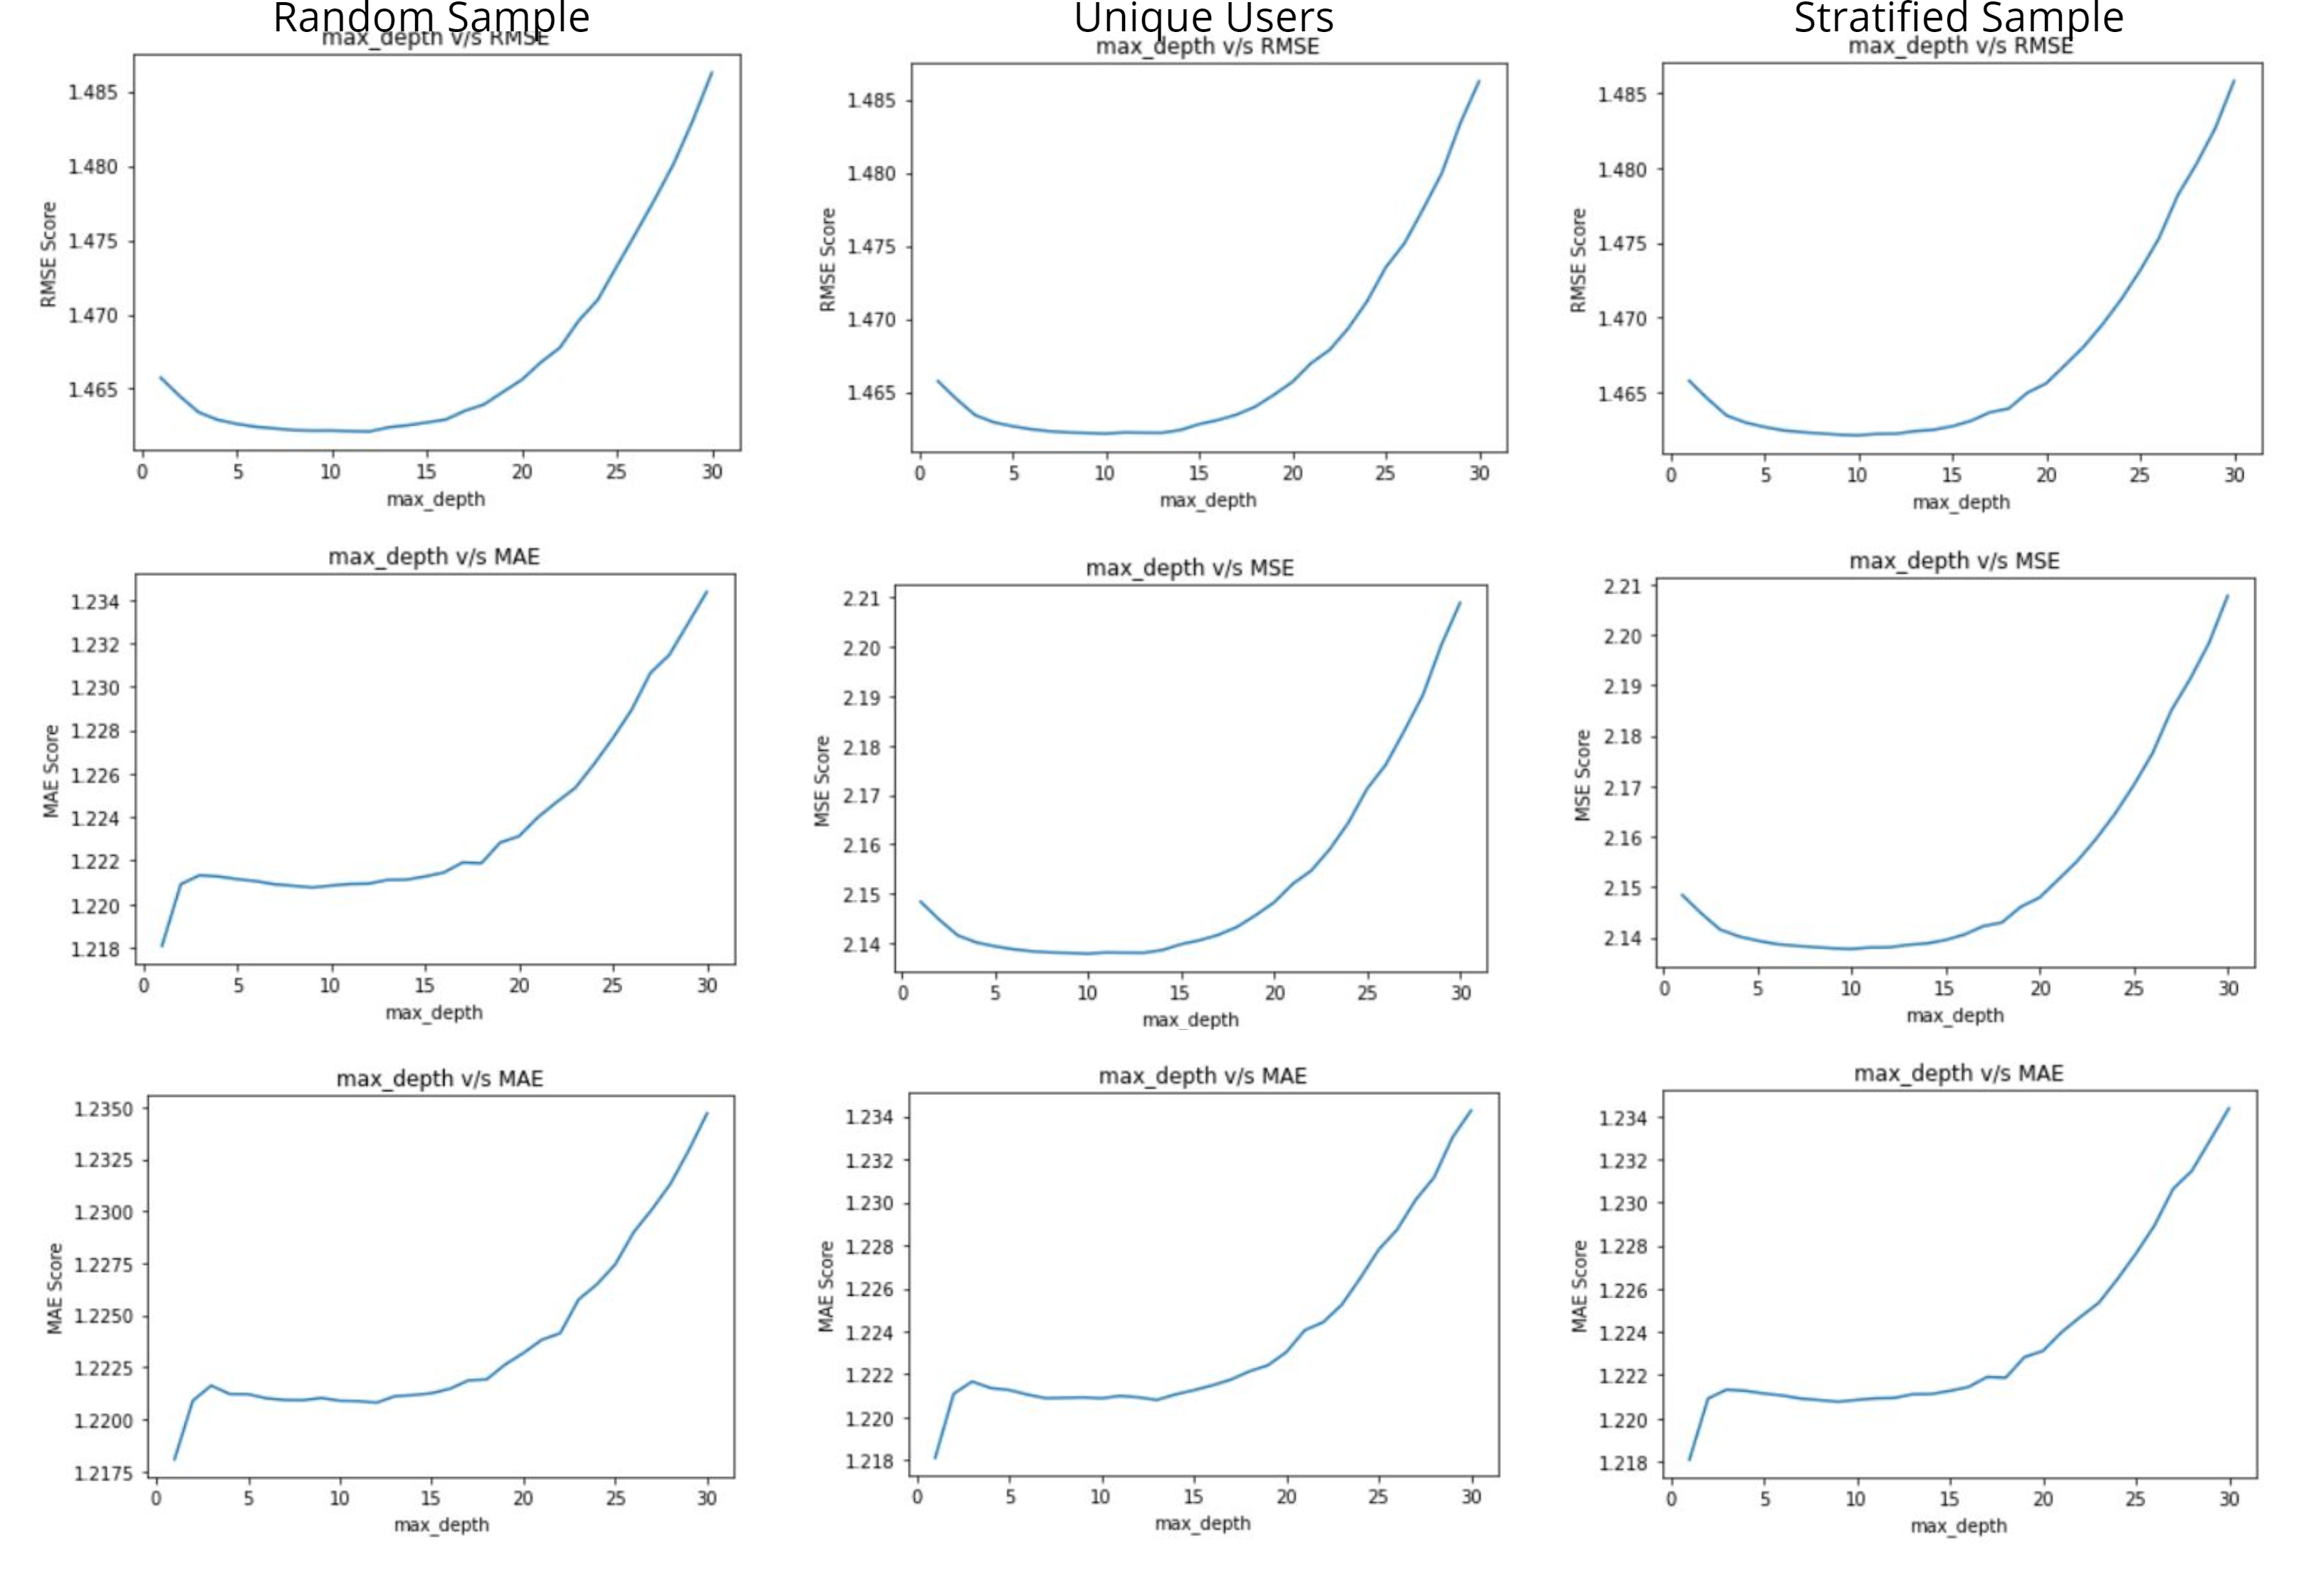 Random Sample
Unique Users
Stratified Sample
max_depth v/s RMSE
1.485
1.480
1.475
1.470
1.465
RMSE Score
0 5 10 15 20 25 30
max_depth
max_depth v/s RMSE
1.485
1.480
1.475
1.470
1.465
RMSE Score
0 5 10 15 20 25 30
max_depth
max_depth v/s RMSE
1.485
1.480
1.475
1.470
1.465
RMSE Score
0 5 10 15 20 25 30
max_depth
max_depth v/s MAE
1.234
1.232
1.230
1.228
1.226
1.224
1.222
1.220
1.218
MAE Score
0 5 10 15 20 25 30
max_depth
max_depth v/s MSE
2.21
2.20
2.19
2.18
2.17
2.16
2.15
2.14
MSE Score
0 5 10 15 20 25 30
max_depth
max_depth v/s MSE
2.21
2.20
2.19
2.18
2.17
2.16
2.15
2.14
MSE Score
0 5 10 15 20 25 30
max_depth
max_depth v/s MAE
1.2350
1.2325
1.2300
1.2275
1.2250
1.2225
1.2200
1.2175
MAE Score
0 5 10 15 20 25 30
max_depth
max_depth v/s MAE
1.234
1.232
1.230
1.228
1.226
1.224
1.222
1.220
1.218
MAE Score
0 5 10 15 20 25 30
max_depth
max_depth v/s MAE
1.234
1.232
1.230
1.228
1.226
1.224
1.222
1.220
1.218
MAE Score
0 5 10 15 20 25 30
max_depth